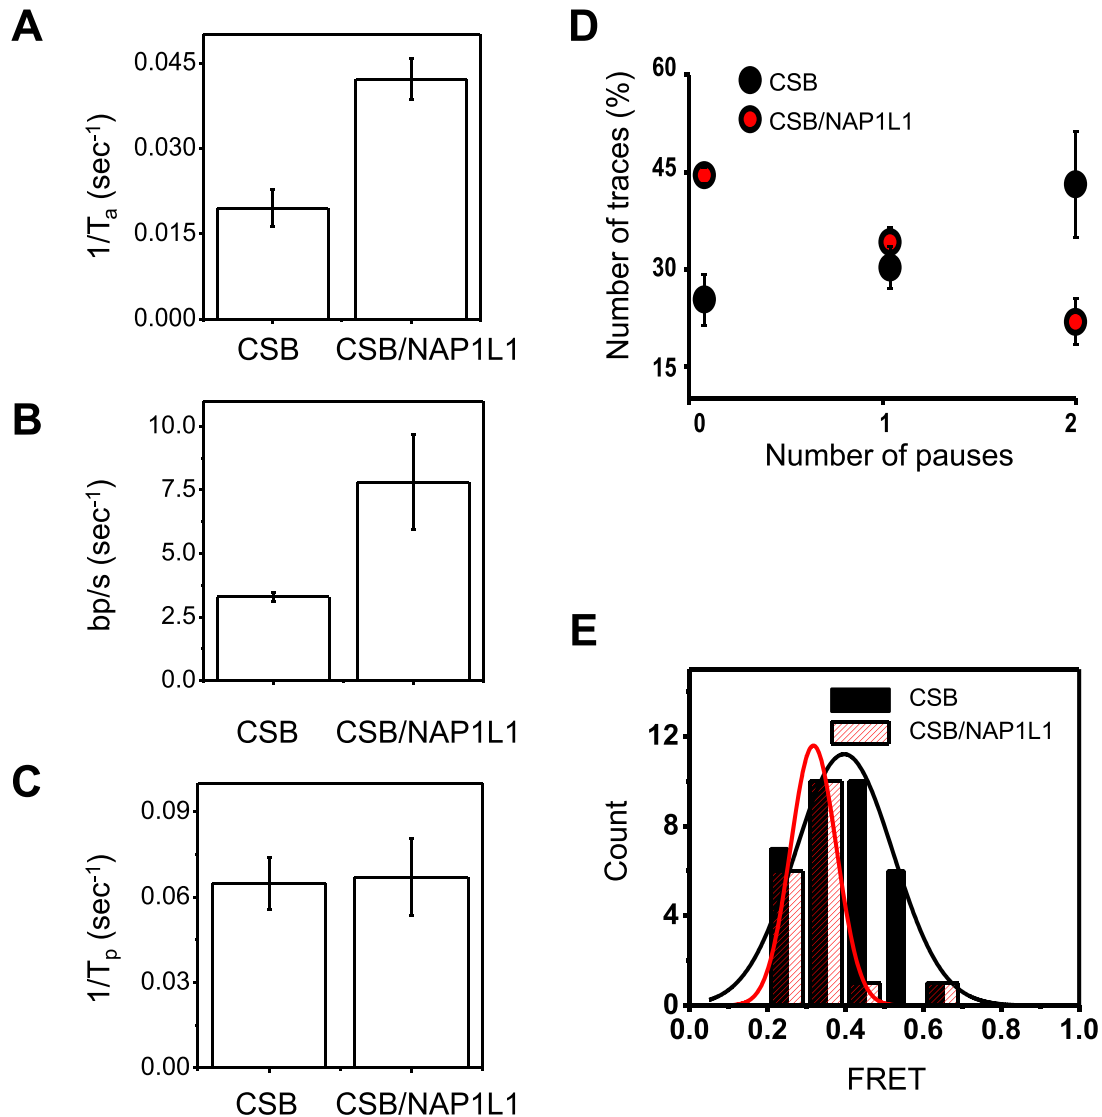 A
0.045
0.030
0.015
0.000
1/Ta (sec-1)
CSB CSB/NAP1L1
B
10.0
7.5
5.0
2.5
0.0
bp/s (sec-1)
CSB CSB/NAP1L1
C
0.09
0.06
0.03
0.00
1/Tp (sec-1)
CSB CSB/NAP1L1
D
60
45
30
15
Number of traces (%)
CSB
CSB/NAP1L1
0 1 2
Number of pauses
E
CSB
CSB/NAP1L1
12
8
4
0
Count
0.0 0.2 0.4 0.6 0.8 1.0
FRET